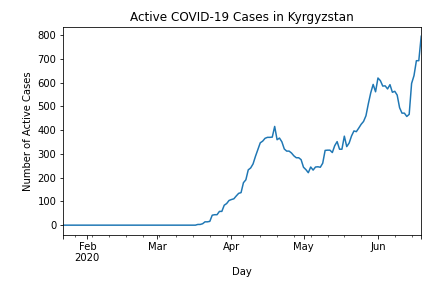 Active COVID-19 Cases in Kyrgyzstan
Number of Active Cases
800
700
600
500
400
300
200
100
0
Feb Mar Apr May Jun
2020
Day